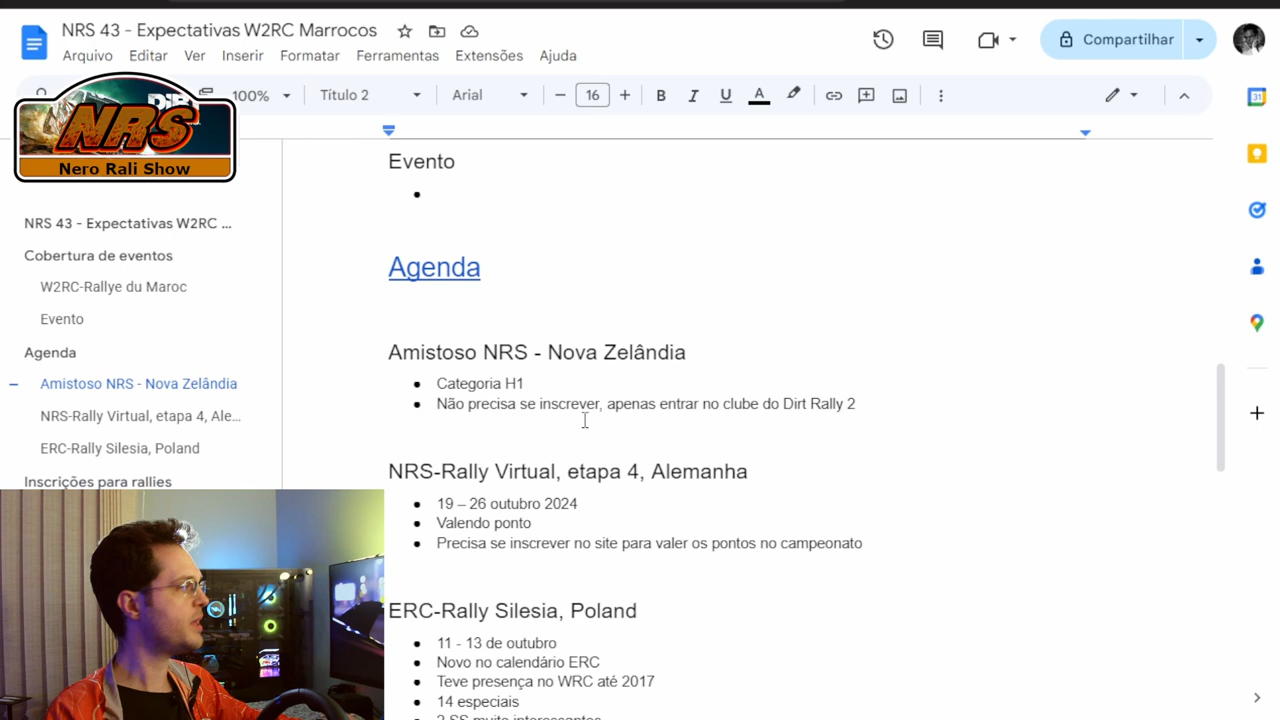 NRS 43 - Expectativas W2RC Marrocos
Arquivo Editar Ver Inserir Formatar Ferramentas Extensões Ajuda
Compartilhar
100% Título 2 Arial 16 B I U A
DiRT
NRS
Nero Rali Show
31
NRS 43 - Expectativas W2RC ...
Cobertura de eventos
W2RC-Rallye du Maroc
Evento
Agenda
Amistoso NRS - Nova Zelândia
NRS-Rally Virtual, etapa 4, Ale...
ERC-Rally Silesia, Poland
Inscrições para rallies
Evento
Agenda
Amistoso NRS - Nova Zelândia
Categoria H1
Não precisa se inscrever, apenas entrar no clube do Dirt Rally 2
NRS-Rally Virtual, etapa 4, Alemanha
19 – 26 outubro 2024
Valendo ponto
Precisa se inscrever no site para valer os pontos no campeonato
ERC-Rally Silesia, Poland
11 - 13 de outubro
Novo no calendário ERC
Teve presença no WRC até 2017
14 especiais
2 SS muito interessantes